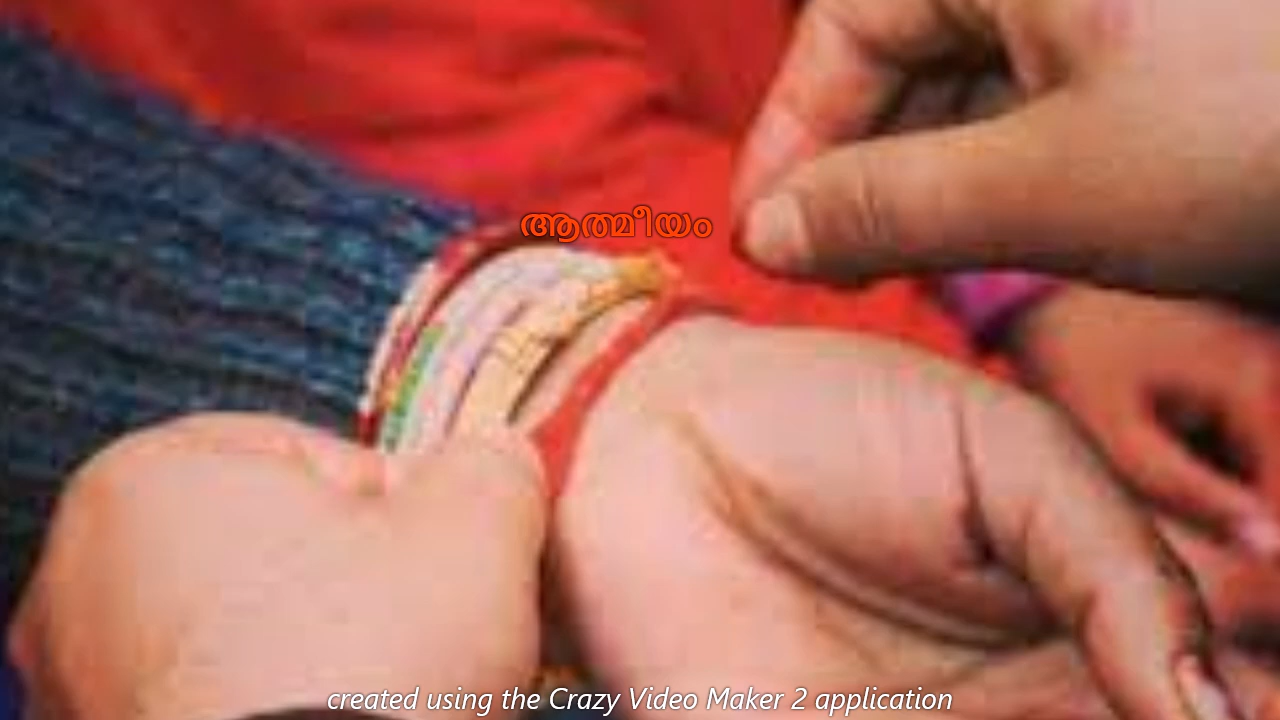 ആത്മീയം
created using the Crazy Video Maker 2 application